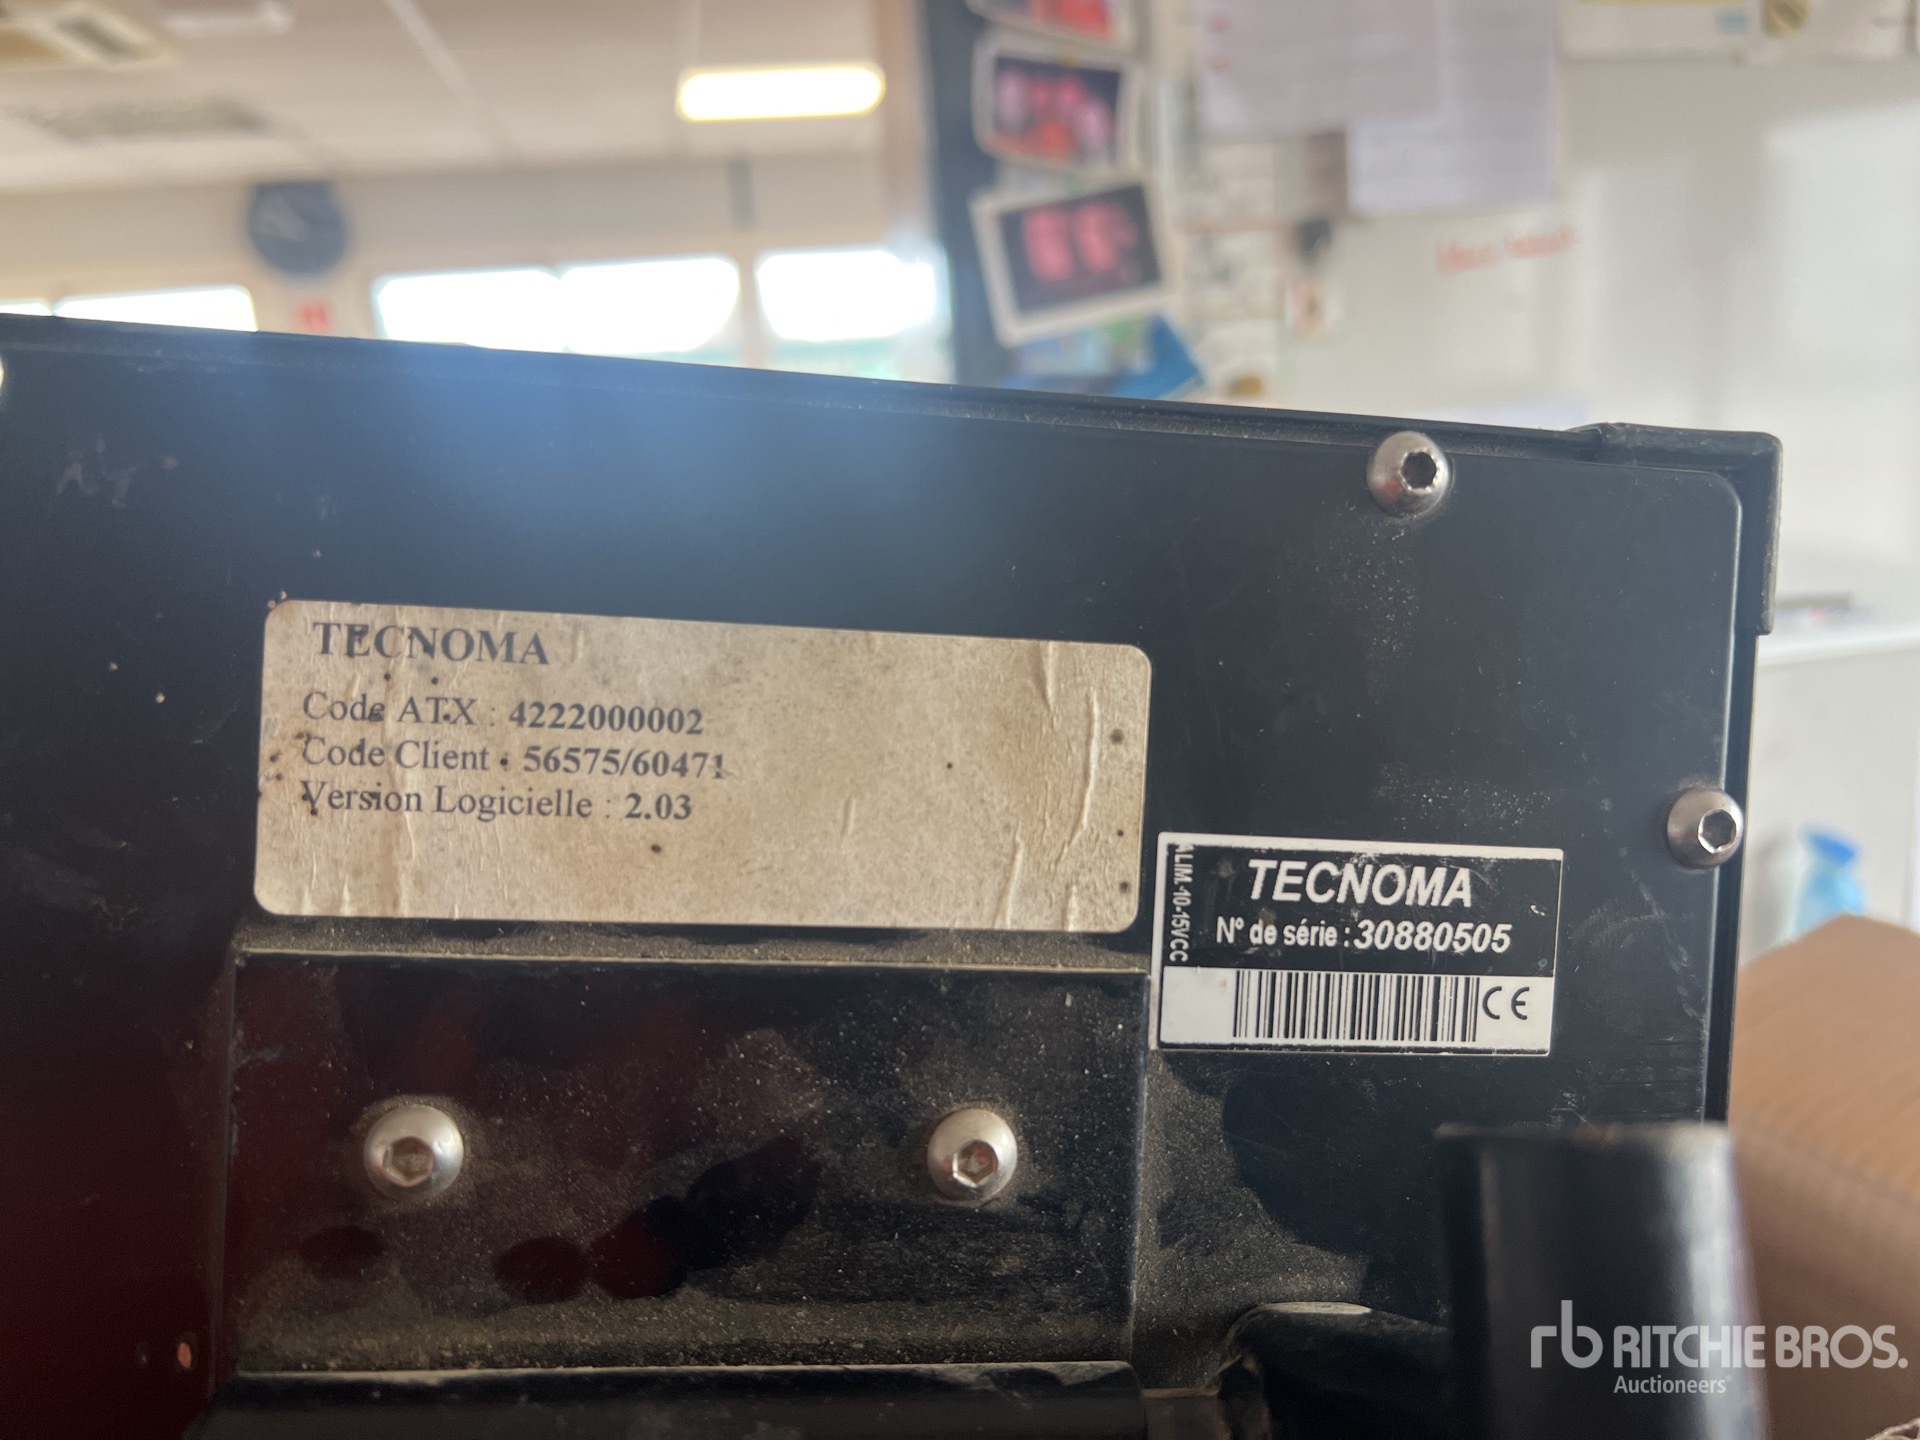 TECNOMA
Code ATX : 4222000002
Code Client : 56575/60471
Version Logicielle : 2.03
ALIM.-10-15VCC
TECNOMA
N° de série : 30880505
CE
rb RITCHIE BROS.
Auctioneers